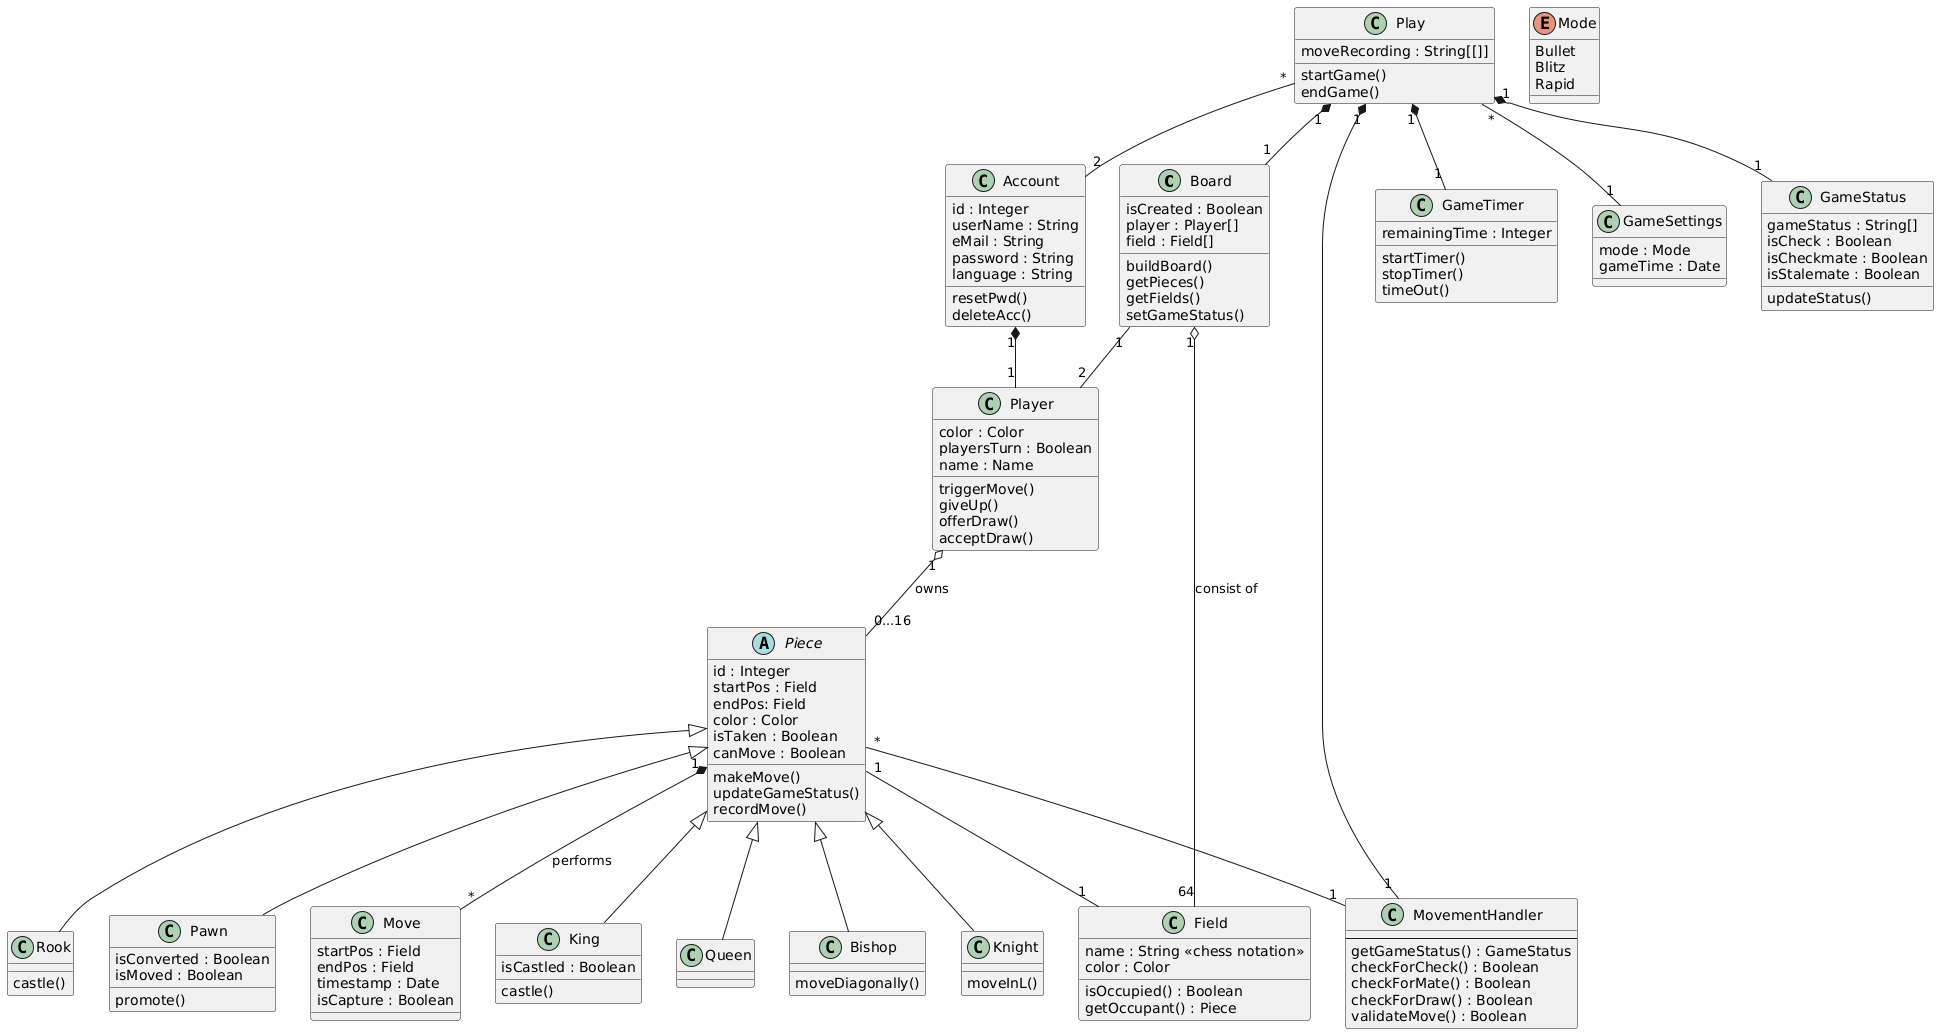 C Play
moveRecording : String[[]]
startGame()
endGame()
E Mode
Bullet
Blitz
Rapid
*
1
1
1
*
1
2
1
1
1
1
C Account
id : Integer
userName : String
eMail : String
password : String
language : String
resetPwd()
deleteAcc()
C Board
isCreated : Boolean
player : Player[]
field : Field[]
buildBoard()
getPieces()
getFields()
setGameStatus()
C GameTimer
remainingTime : Integer
startTimer()
stopTimer()
timeOut()
C GameSettings
mode : Mode
gameTime : Date
C GameStatus
gameStatus : String[]
isCheck : Boolean
isCheckmate : Boolean
isStalemate : Boolean
updateStatus()
1
1
1
1
2
C Player
color : Color
playersTurn : Boolean
name : Name
triggerMove()
giveUp()
offerDraw()
acceptDraw()
1
owns
consist of
0...16
A Piece
id : Integer
startPos : Field
endPos: Field
color : Color
isTaken : Boolean
canMove : Boolean
makeMove()
updateGameStatus()
recordMove()
*
1
1
performs
*
1
64
1
1
C Rook
castle()
C Pawn
isConverted : Boolean
isMoved : Boolean
promote()
C Move
startPos : Field
endPos : Field
timestamp : Date
isCapture : Boolean
C King
isCastled : Boolean
castle()
C Queen
C Bishop
moveDiagonally()
C Knight
moveInL()
C Field
name : String «chess notation»
color : Color
isOccupied() : Boolean
getOccupant() : Piece
C MovementHandler
getGameStatus() : GameStatus
checkForCheck() : Boolean
checkForMate() : Boolean
checkForDraw() : Boolean
validateMove() : Boolean